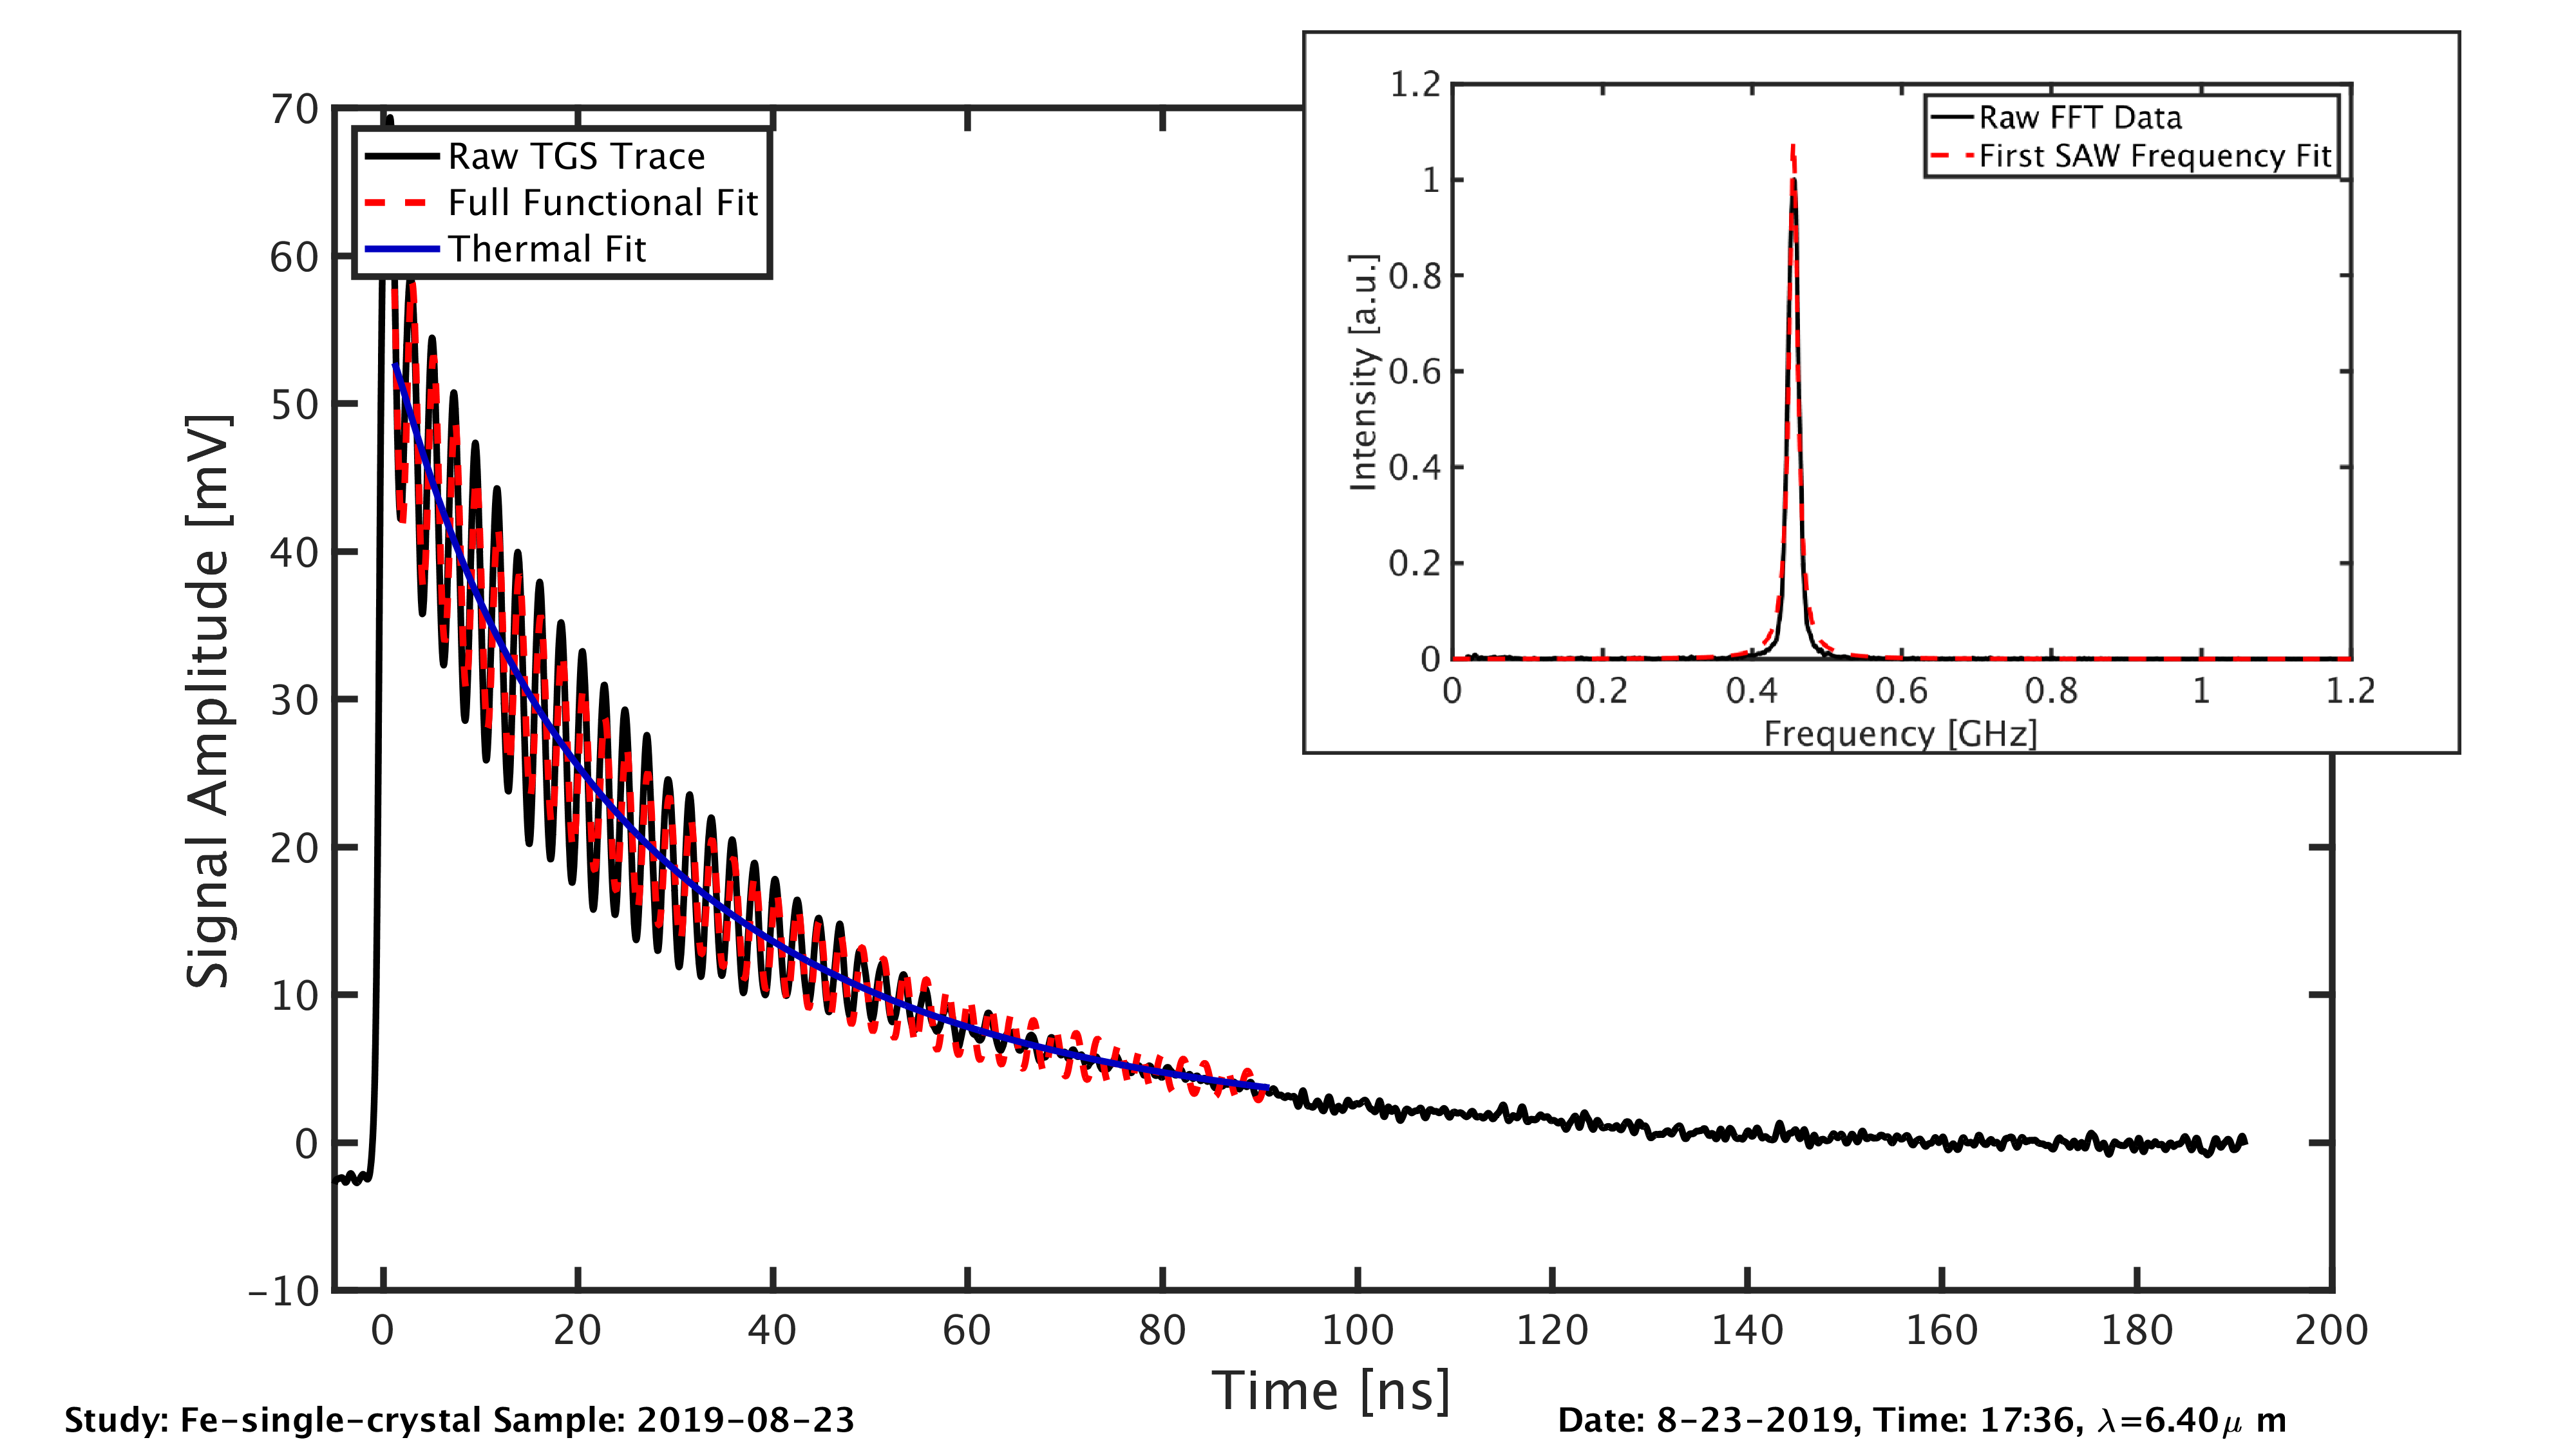 Raw TGS Trace
Full Functional Fit
Thermal Fit
70
60
50
40
30
20
10
0
-10
Signal Amplitude [mV]
0 20 40 60 80 100 120 140 160 180 200
Time [ns]
Raw FFT Data
First SAW Frequency Fit
1.2
1
0.8
0.6
0.4
0.2
0
Intensity [a.u.]
0 0.2 0.4 0.6 0.8 1 1.2
Frequency [GHz]
Study: Fe-single-crystal Sample: 2019-08-23
Date: 8-23-2019, Time: 17:36, λ=6.40μ m